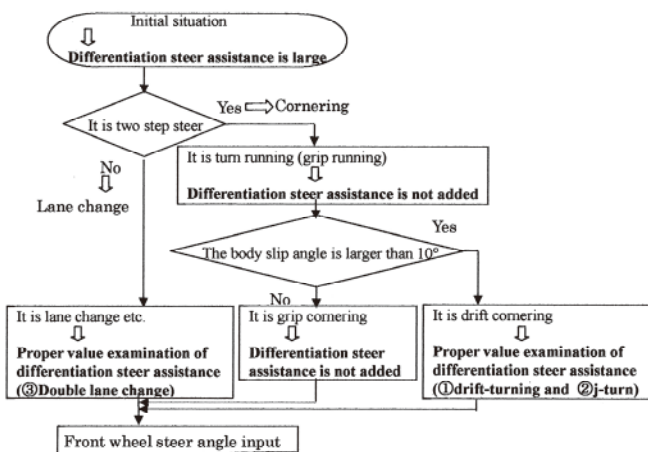 Initial situation
⇩
Differentiation steer assistance is large
Yes ⇨ Cornering
It is two step steer
No
⇩
Lane change
It is turn running (grip running)
⇩
Differentiation steer assistance is not added
Yes
The body slip angle is larger than 10°
No
It is lane change etc.
⇩
Proper value examination of
differentiation steer assistance
(③Double lane change)
It is grip cornering
⇩
Differentiation steer
assistance is not added
It is drift cornering
⇩
Proper value examination of
differentiation steer assistance
(①drift-turning and ②j-turn)
Front wheel steer angle input